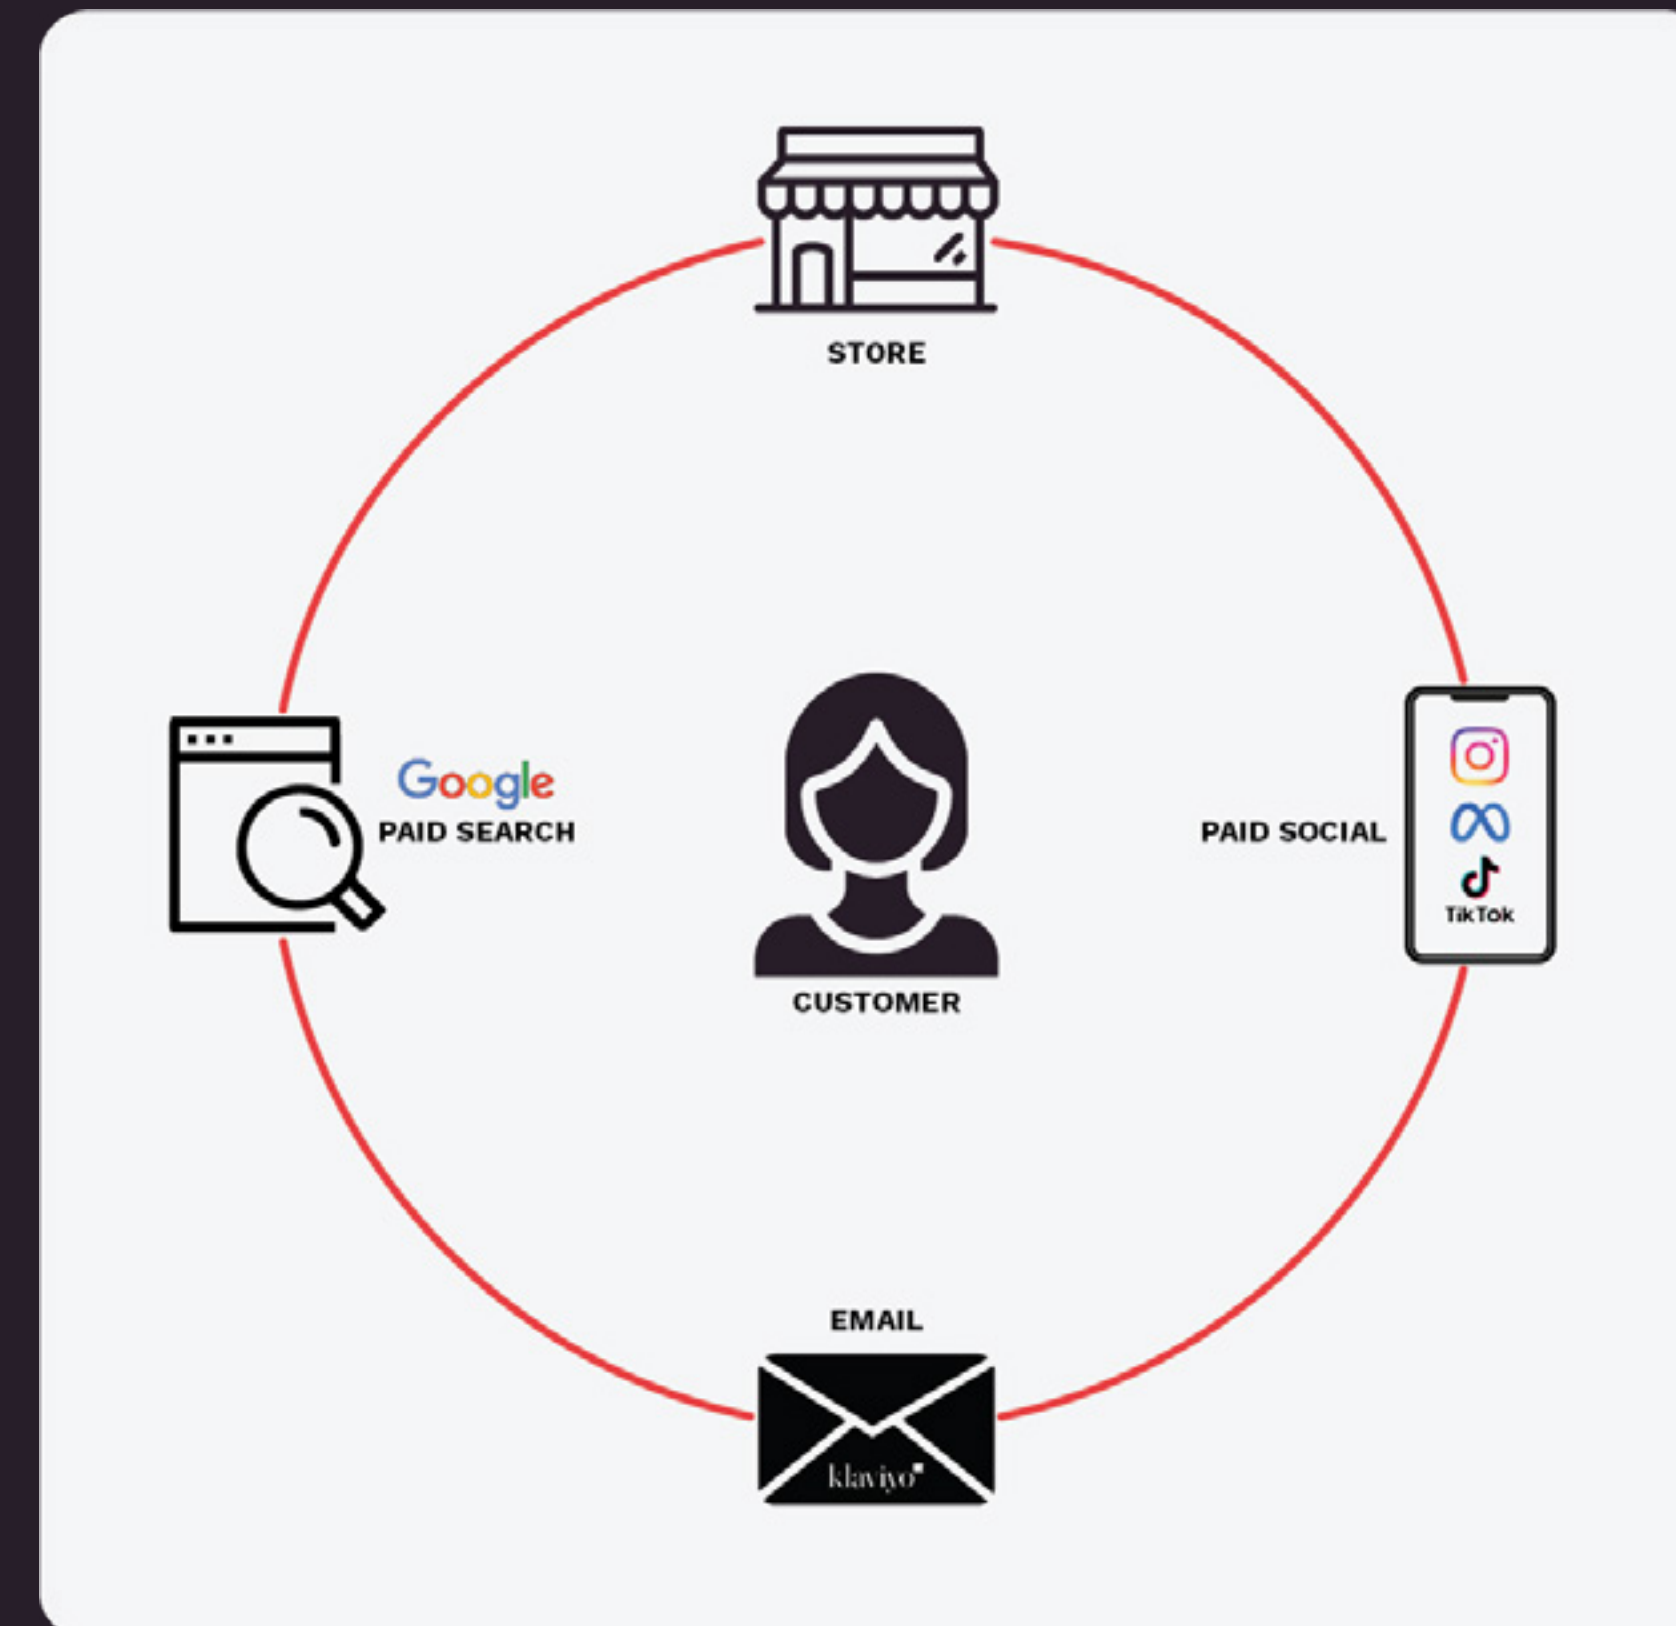 STORE
Google
PAID SEARCH
PAID SOCIAL
TikTok
CUSTOMER
EMAIL
klaviyo